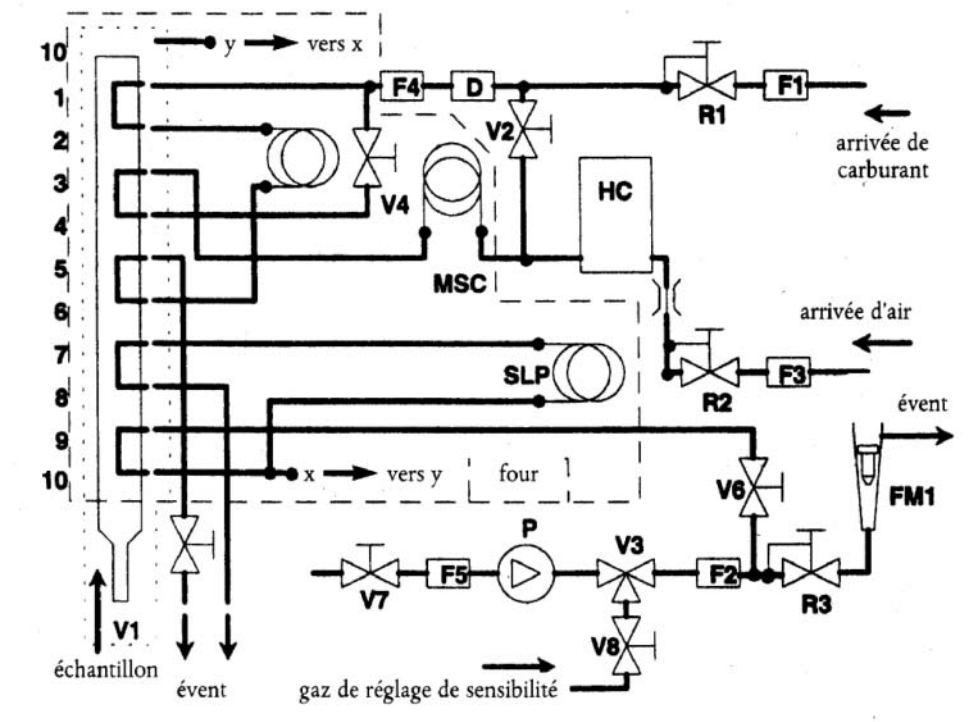 10
y vers x
1
F4
D
F1
R1
V2
arrivée de
carburant
2
3
HC
V4
4
5
MSC
6
arrivée d'air
7
SLP
F3
8
R2
évent
9
10
x vers y
four
V6
FM1
P
V3
F5
F2
V7
R3
V1
V8
échantillon
évent
gaz de réglage de sensibilité